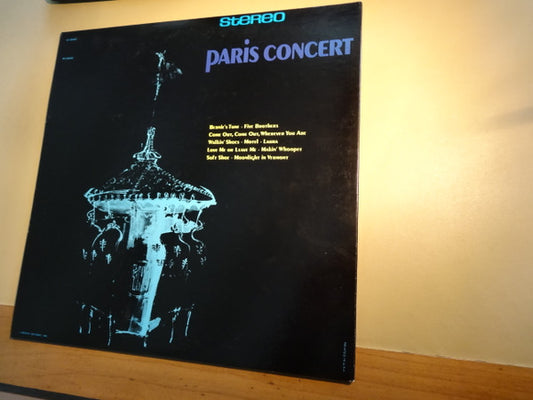 Stereo
PARIS CONCERT
Bernie's Tune · Five Brothers
Come Out, Come Out, Wherever You Are
Walkin' Shoes · Motel · Laura
Love Me or Leave Me · Makin' Whoopee
Soft Shoe · Moonlight in Vermont